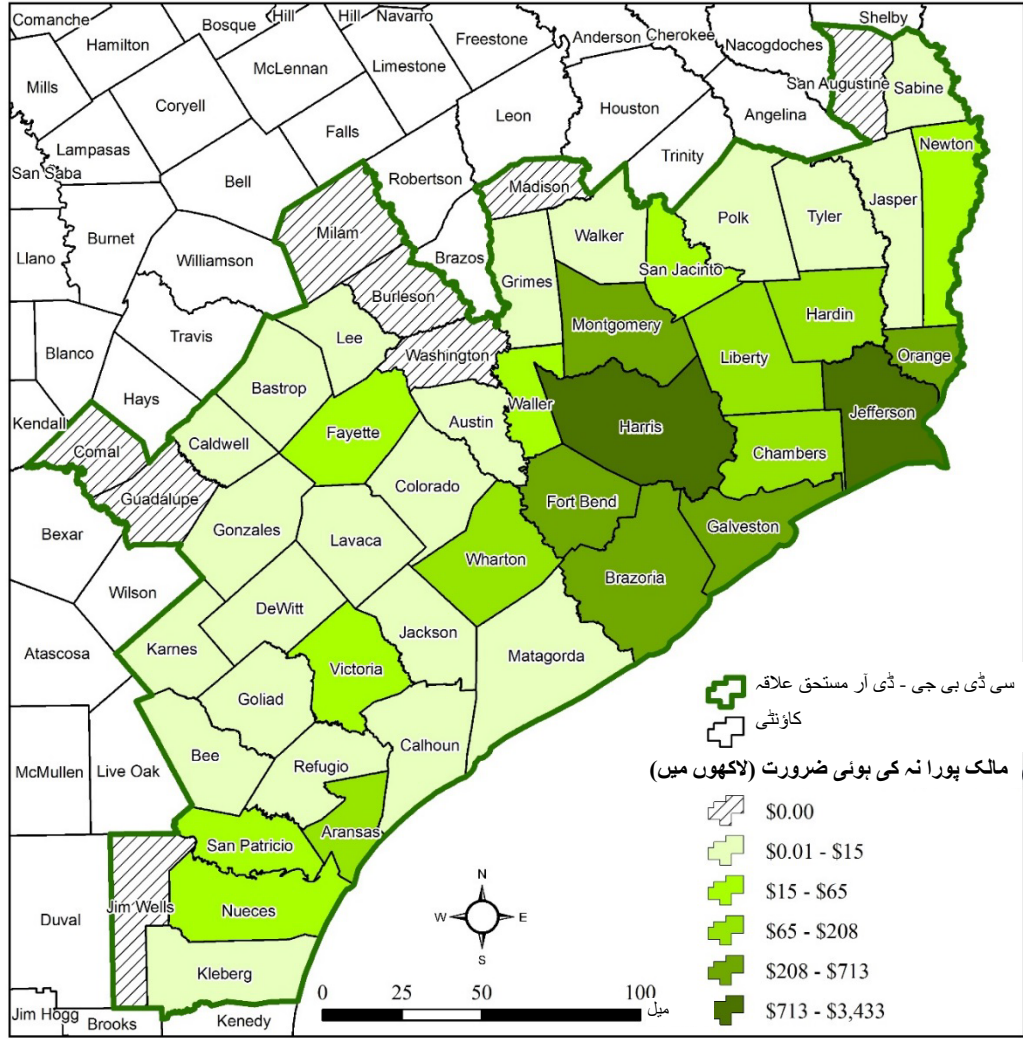 Comanche
Hill
Bosque
Hill
Navarro
Hamilton
Freestone
Anderson
Cherokee
Nacogdoches
Shelby
Mills
McLennan
Limestone
San Augustine
Sabine
Coryell
Leon
Houston
Angelina
Falls
Newton
Lampasas
San Saba
Bell
Robertson
Trinity
Madison
Jasper
Polk
Tyler
Burnet
Milam
Walker
Llano
Williamson
Brazos
San Jacinto
Grimes
Burleson
Hardin
Travis
Lee
Montgomery
Blanco
Washington
Liberty
Orange
Bastrop
Hays
Waller
Jefferson
Kendall
Fayette
Austin
Harris
Comal
Caldwell
Chambers
Colorado
Guadalupe
Fort Bend
Galveston
Bexar
Gonzales
Lavaca
Wharton
Brazoria
Wilson
DeWitt
Jackson
Atascosa
Karnes
Victoria
Matagorda
Goliad
Calhoun
Bee
Refugio
McMullen
Live Oak
Aransas
San Patricio
Duval
Jim Wells
Nueces
Kleberg
Jim Hogg
Brooks
Kenedy
سی ڈی بی جی - ڈی آر مستحق علاقہ
کاؤنٹی
مالک پورا نہ کی ہوئی ضرورت (لاکھوں میں)
$0.00
$0.01 - $15
$15 - $65
$65 - $208
$208 - $713
$713 - $3,433
N
W E
S
0 25 50 100
میل